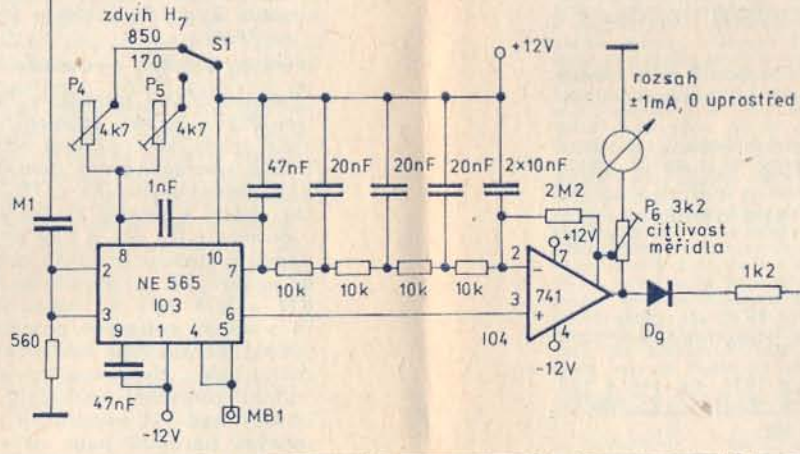 zdvih Hz
850
170
S1
P4
4k7
P5
4k7
+12V
rozsah
±1mA, 0 uprostřed
1nF
47nF
20nF
20nF
20nF
2×10nF
2M2
P6 3k2
citlivost
měřidla
M1
8
10
2
NE 565
IO3
7
3
6
9
1
4
5
10k
10k
10k
10k
+12V
7
2
−
741
3
+
IO4
4
-12V
D9
1k2
560
47nF
-12V
MB1